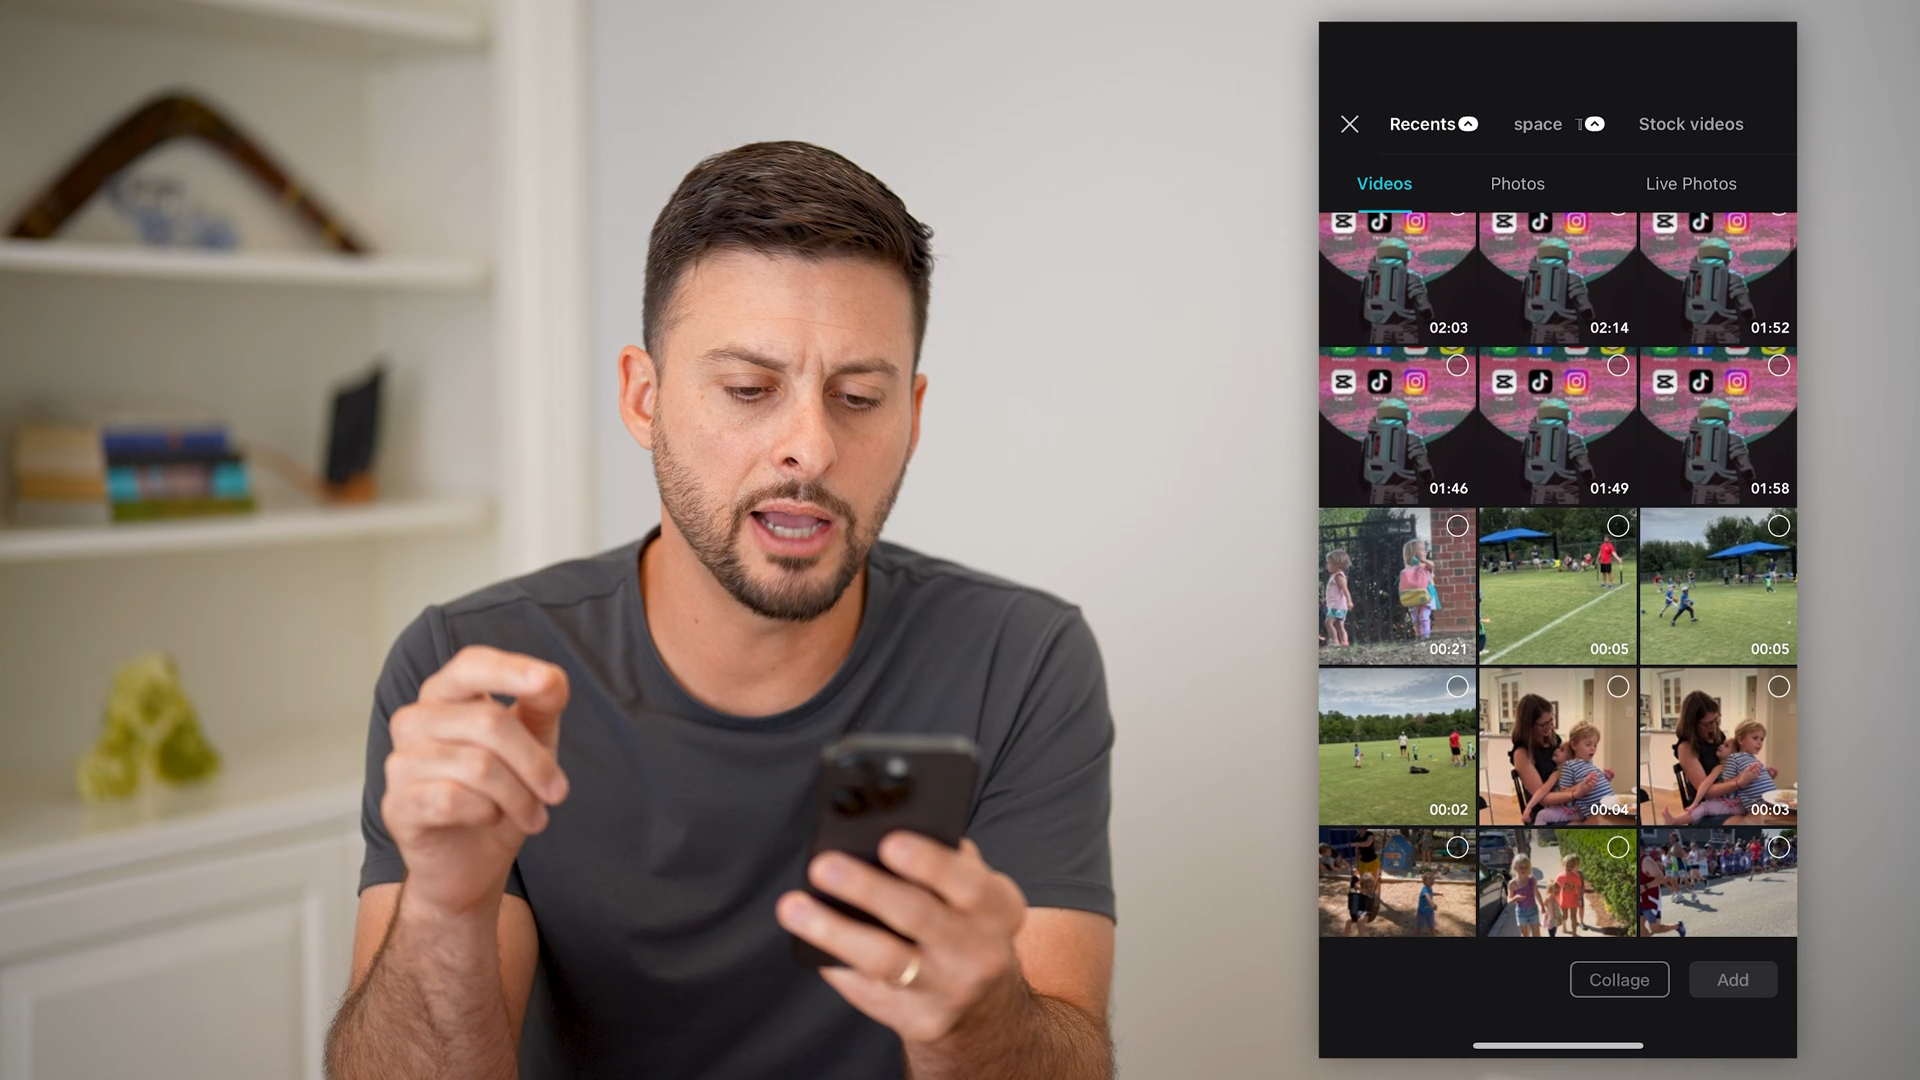 Recents
space
Stock videos
Videos
Photos
Live Photos
02:03
02:14
01:52
01:46
01:49
01:58
00:21
00:05
00:05
00:02
00:04
00:03
Collage
Add